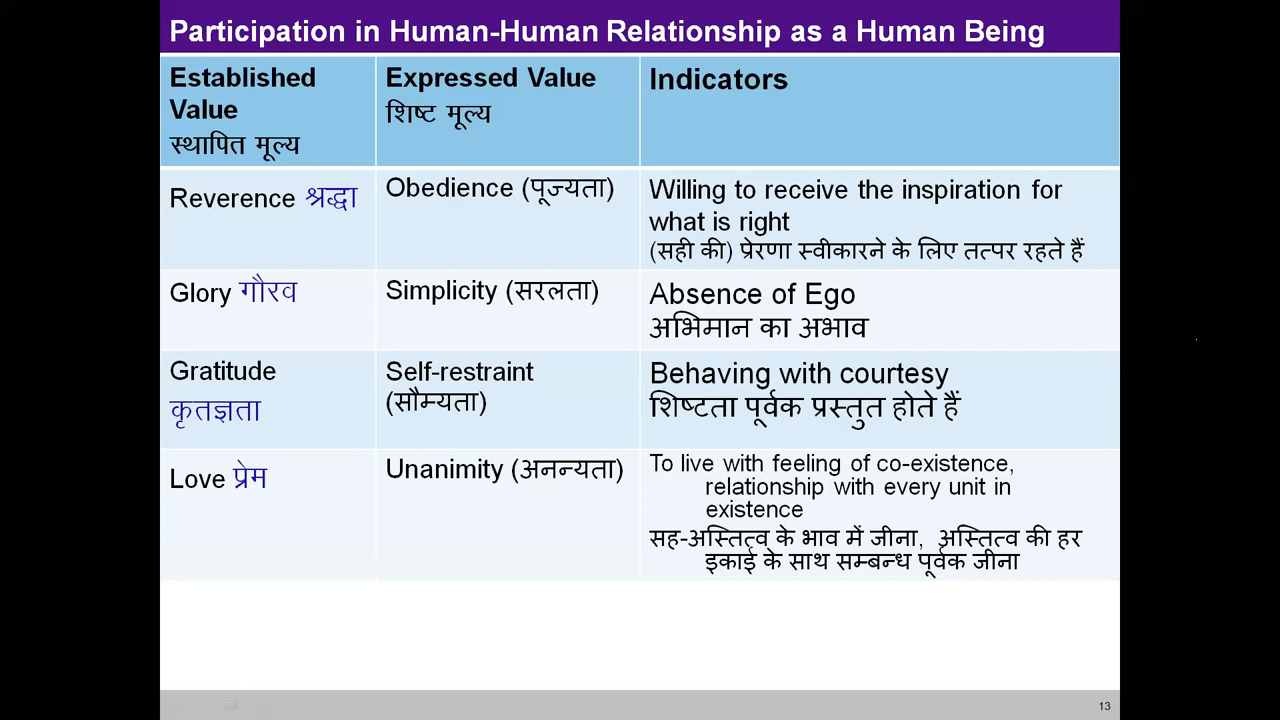 Participation in Human-Human Relationship as a Human Being
Established
Value
स्थापित मूल्य
Expressed Value
शिष्ट मूल्य
Indicators
Reverence श्रद्धा
Obedience (पूज्यता)
Willing to receive the inspiration for
what is right
(सही की) प्रेरणा स्वीकारने के लिए तत्पर रहते हैं
Glory गौरव
Simplicity (सरलता)
Absence of Ego
अभिमान का अभाव
Gratitude
कृतज्ञता
Self-restraint
(सौम्यता)
Behaving with courtesy
शिष्टता पूर्वक प्रस्तुत होते हैं
Love प्रेम
Unanimity (अनन्यता)
To live with feeling of co-existence,
relationship with every unit in
existence
सह-अस्तित्व के भाव में जीना, अस्तित्व की हर
इकाई के साथ सम्बन्ध पूर्वक जीना
13